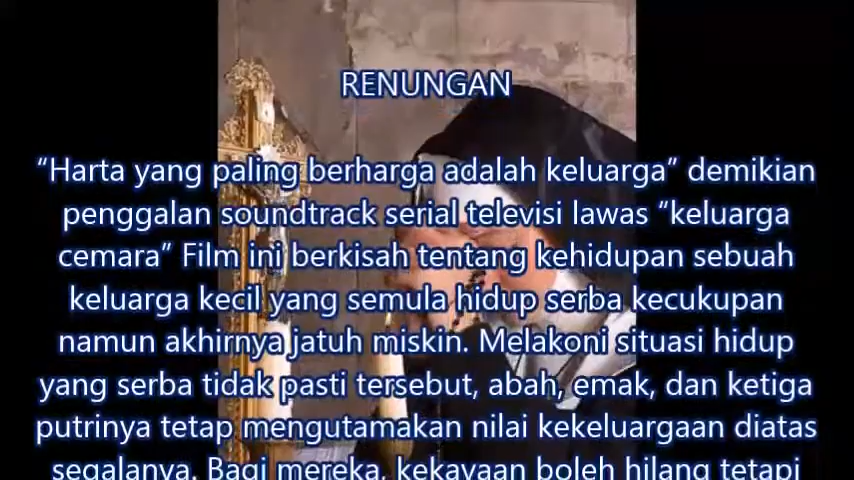 RENUNGAN
“Harta yang paling berharga adalah keluarga” demikian
penggalan soundtrack serial televisi lawas “keluarga
cemara” Film ini berkisah tentang kehidupan sebuah
keluarga kecil yang semula hidup serba kecukupan
namun akhirnya jatuh miskin. Melakoni situasi hidup
yang serba tidak pasti tersebut, abah, emak, dan ketiga
putrinya tetap mengutamakan nilai kekeluargaan diatas
segalanya. Bagi mereka, kekayaan boleh hilang tetapi